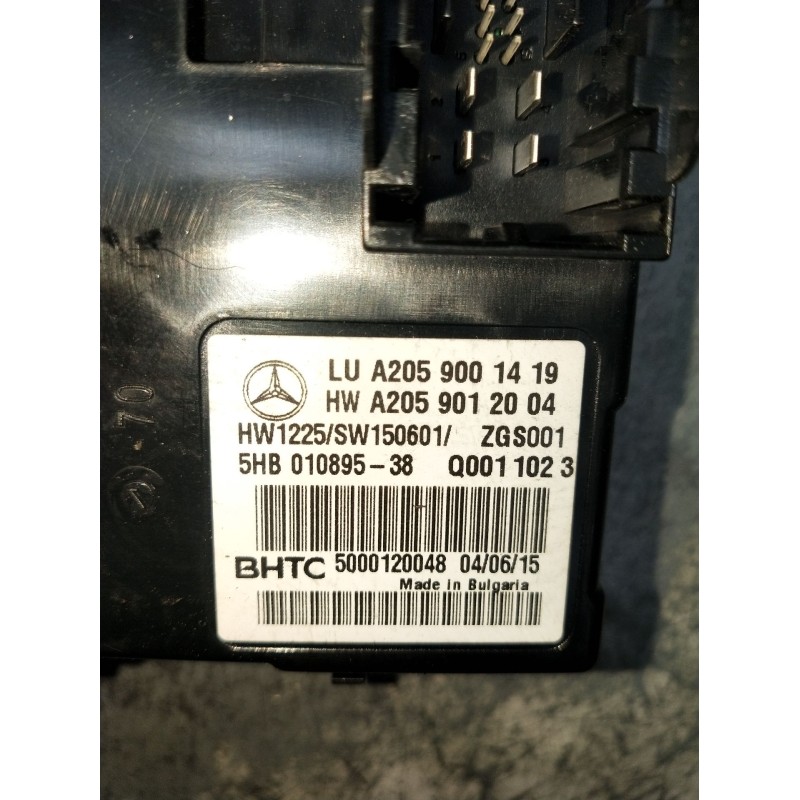 LU A205 900 14 19
HW A205 901 20 04
HW1225/SW150601/ ZGS001
5HB 010895-38 Q001 102 3
BHTC 5000120048 04/06/15
Made in Bulgaria
-70